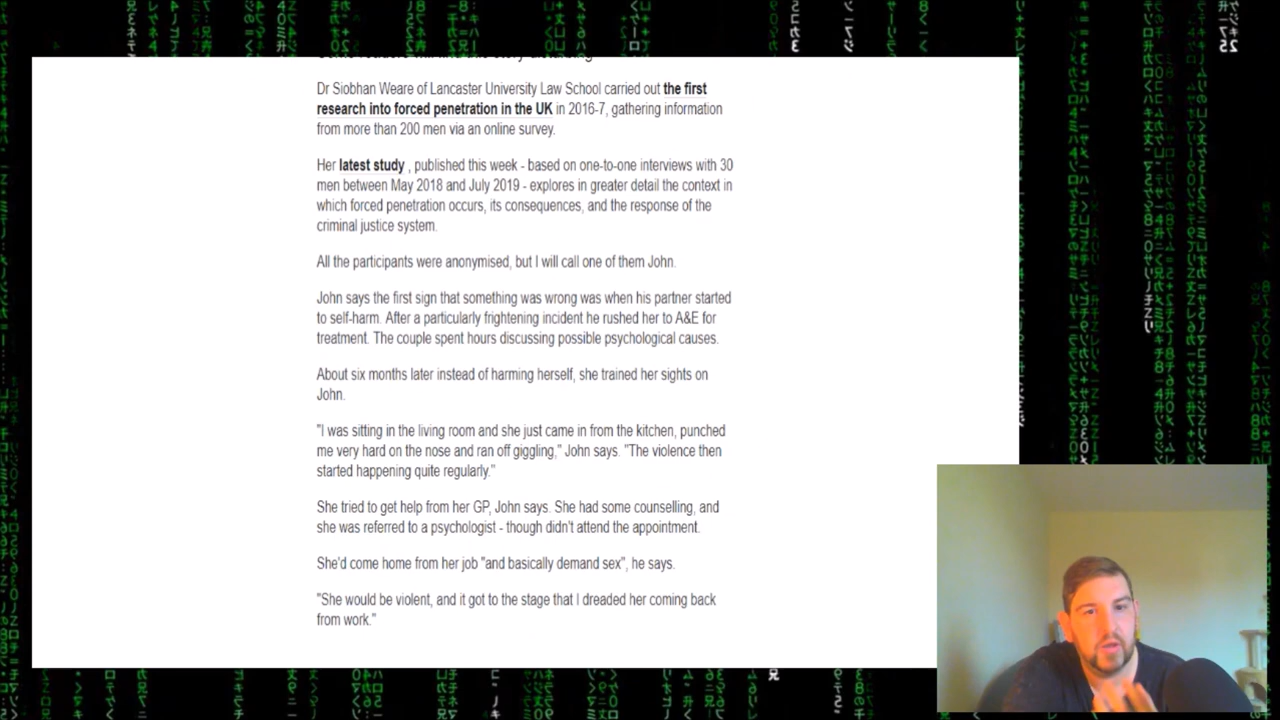 Dr Siobhan Weare of Lancaster University Law School carried out the first
research into forced penetration in the UK in 2016-7, gathering information
from more than 200 men via an online survey.
Her latest study , published this week - based on one-to-one interviews with 30
men between May 2018 and July 2019 - explores in greater detail the context in
which forced penetration occurs, its consequences, and the response of the
criminal justice system.
All the participants were anonymised, but I will call one of them John.
John says the first sign that something was wrong was when his partner started
to self-harm. After a particularly frightening incident he rushed her to A&E for
treatment. The couple spent hours discussing possible psychological causes.
About six months later instead of harming herself, she trained her sights on
John.
"I was sitting in the living room and she just came in from the kitchen, punched
me very hard on the nose and ran off giggling," John says. "The violence then
started happening quite regularly."
She tried to get help from her GP, John says. She had some counselling, and
she was referred to a psychologist - though didn't attend the appointment.
She'd come home from her job "and basically demand sex", he says.
"She would be violent, and it got to the stage that I dreaded her coming back
from work."